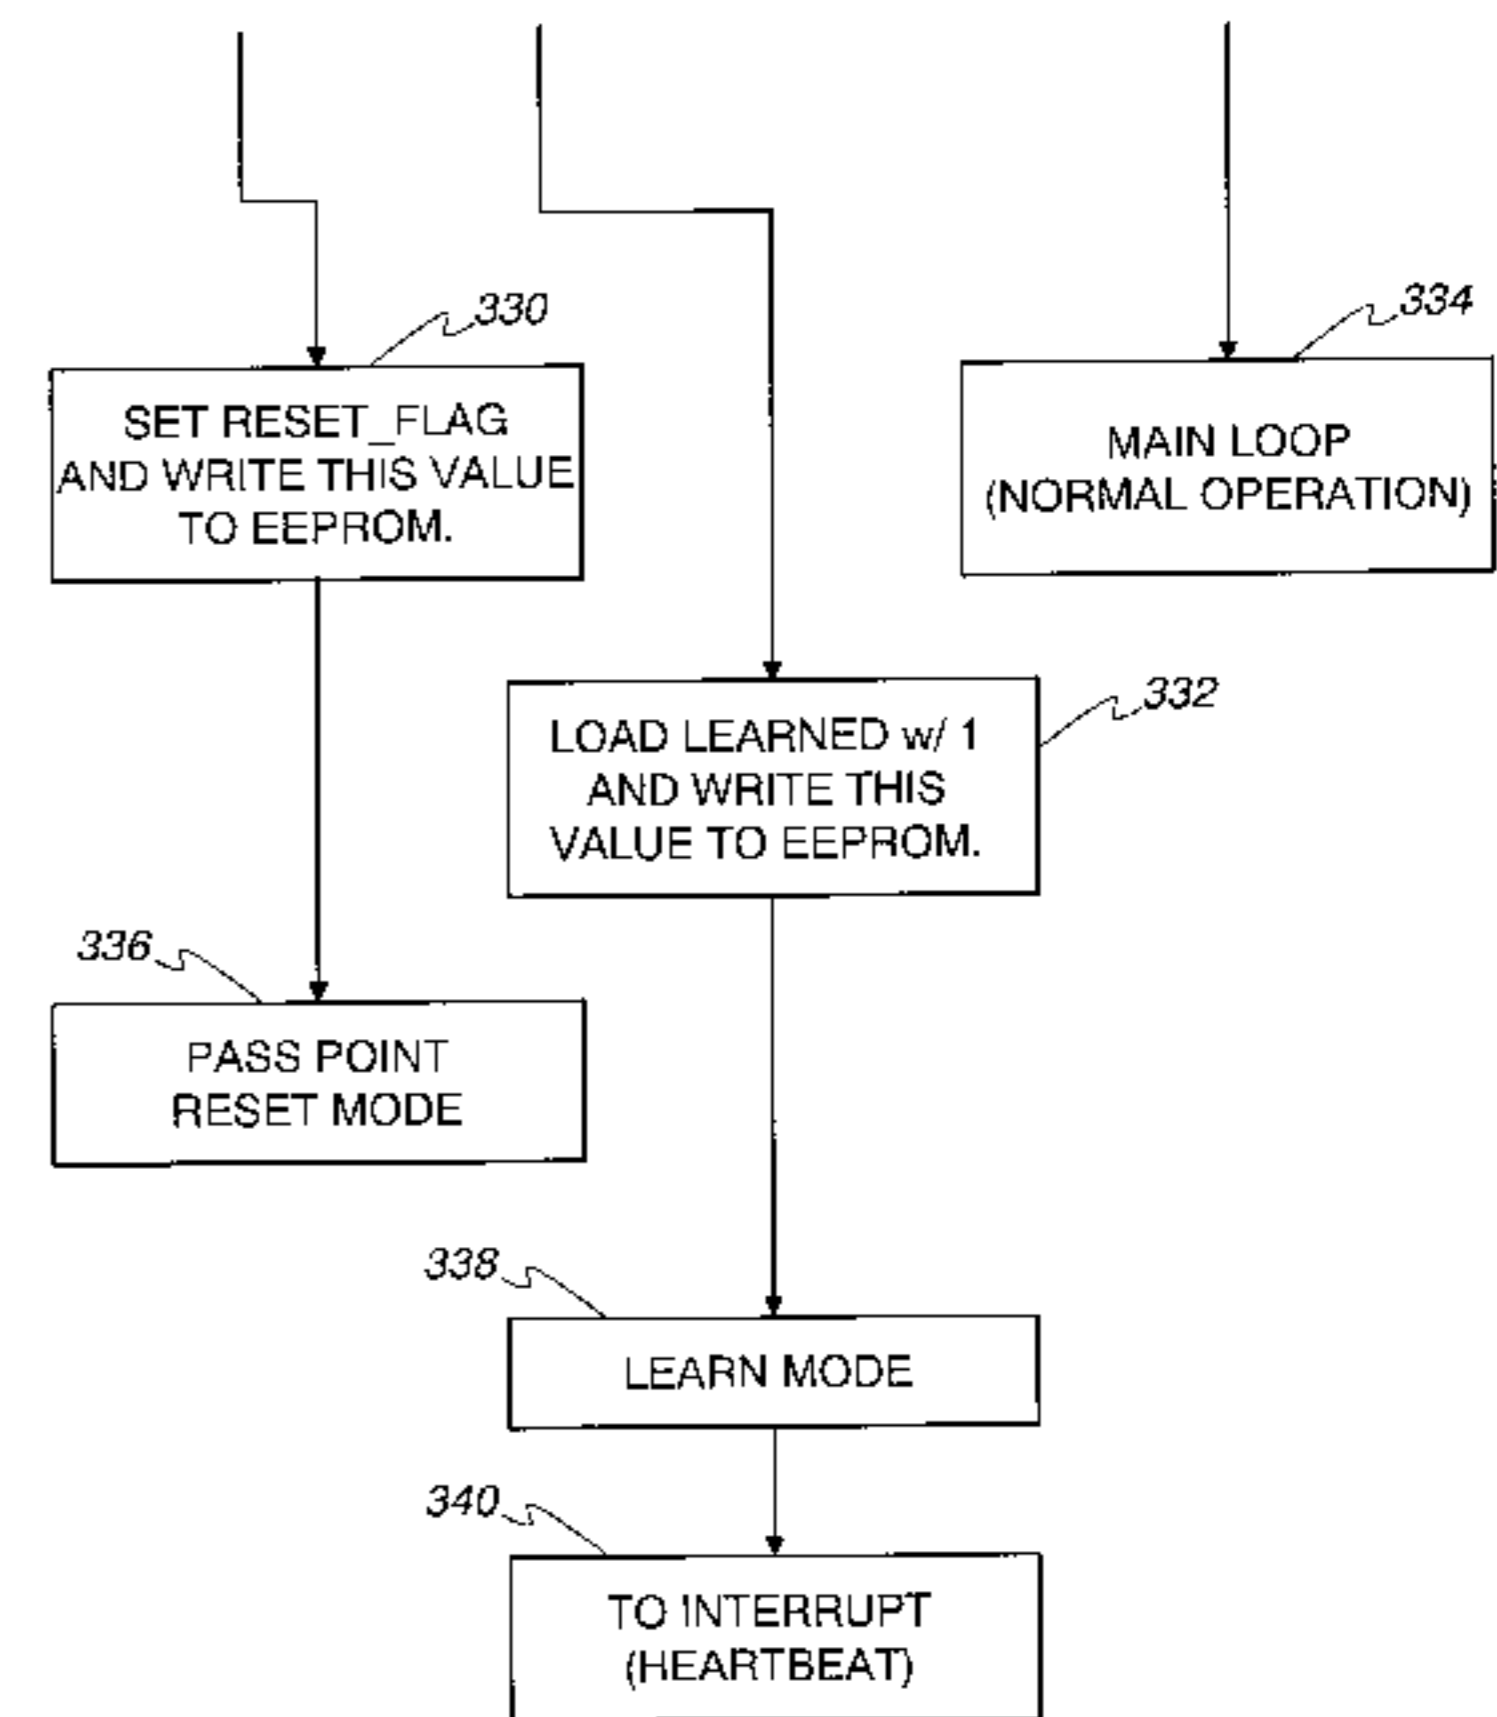 330
SET RESET_FLAG
AND WRITE THIS VALUE
TO EEPROM.
334
MAIN LOOP
(NORMAL OPERATION)
332
LOAD LEARNED w/ 1
AND WRITE THIS
VALUE TO EEPROM.
336
PASS POINT
RESET MODE
338
LEARN MODE
340
TO INTERRUPT
(HEARTBEAT)